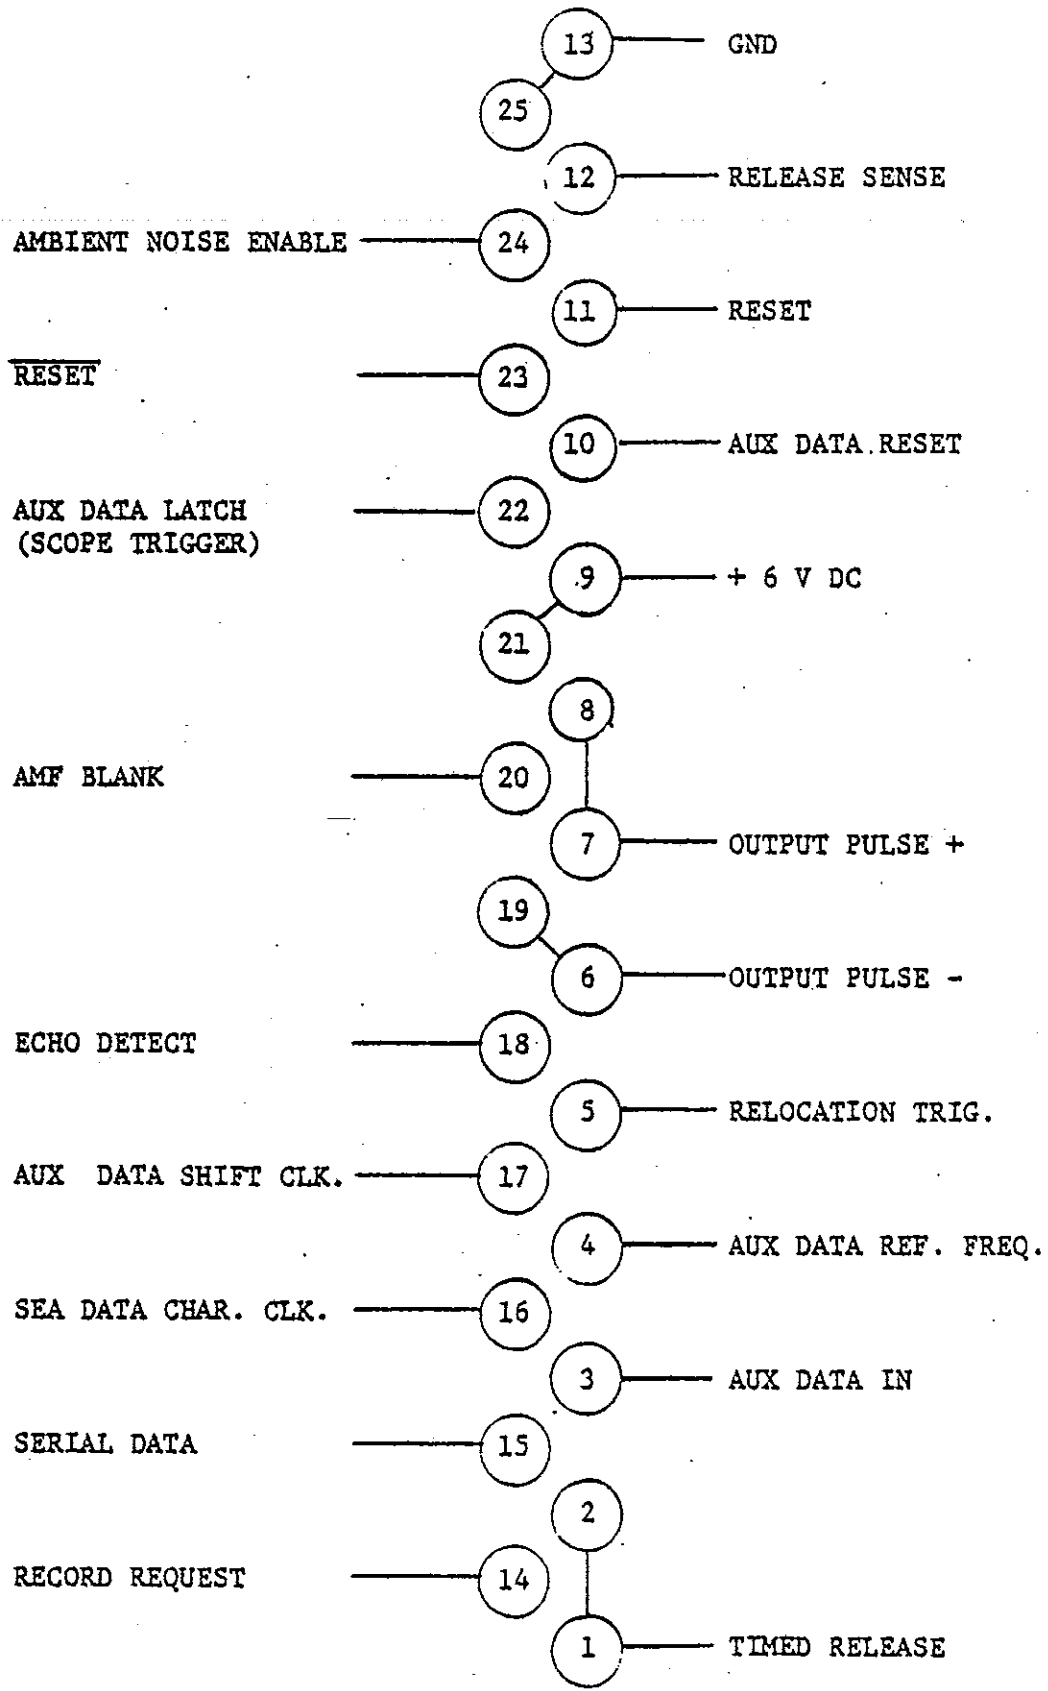 13 GND
25
12 RELEASE SENSE
AMBIENT NOISE ENABLE 24
11 RESET
RESET 23
10 AUX DATA RESET
AUX DATA LATCH 22
(SCOPE TRIGGER)
9 + 6 V DC
21
8
AMF BLANK 20
7 OUTPUT PULSE +
19
6 OUTPUT PULSE -
ECHO DETECT 18
5 RELOCATION TRIG.
AUX DATA SHIFT CLK. 17
4 AUX DATA REF. FREQ.
SEA DATA CHAR. CLK. 16
3 AUX DATA IN
SERIAL DATA 15
2
RECORD REQUEST 14
1 TIMED RELEASE